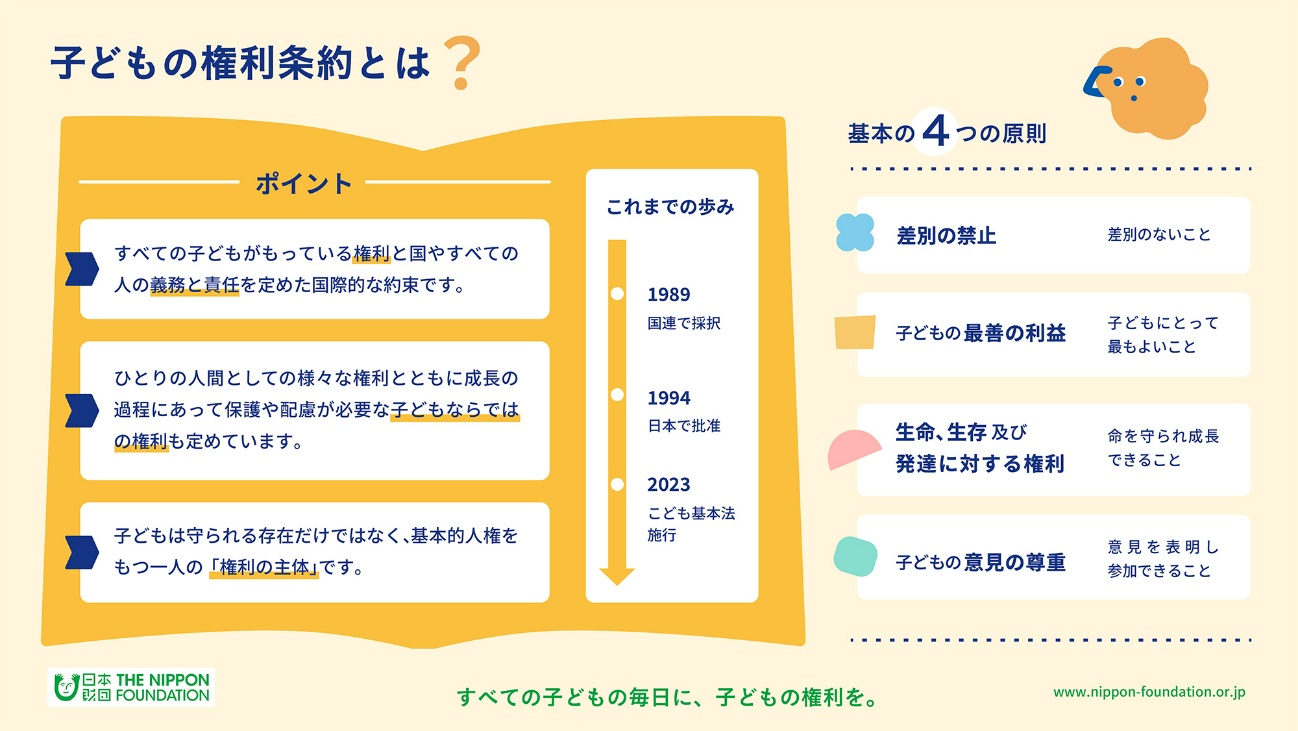 子どもの権利条約とは?
ポイント
すべての子どもがもっている権利と国やすべての
人の義務と責任を定めた国際的な約束です。
ひとりの人間としての様々な権利とともに成長の
過程にあって保護や配慮が必要な子どもならでは
の権利も定めています。
子どもは守られる存在だけではなく、基本的人権を
もつ一人の「権利の主体」です。
これまでの歩み
1989
国連で採択
1994
日本で批准
2023
こども基本法
施行
基本の4つの原則
差別の禁止
差別のないこと
子どもの最善の利益
子どもにとって
最もよいこと
生命、生存及び
発達に対する権利
命を守られ成長
できること
子どもの意見の尊重
意見を表明し
参加できること
日本
財団
THE NIPPON
FOUNDATION
すべての子どもの毎日に、子どもの権利を。
www.nippon-foundation.or.jp